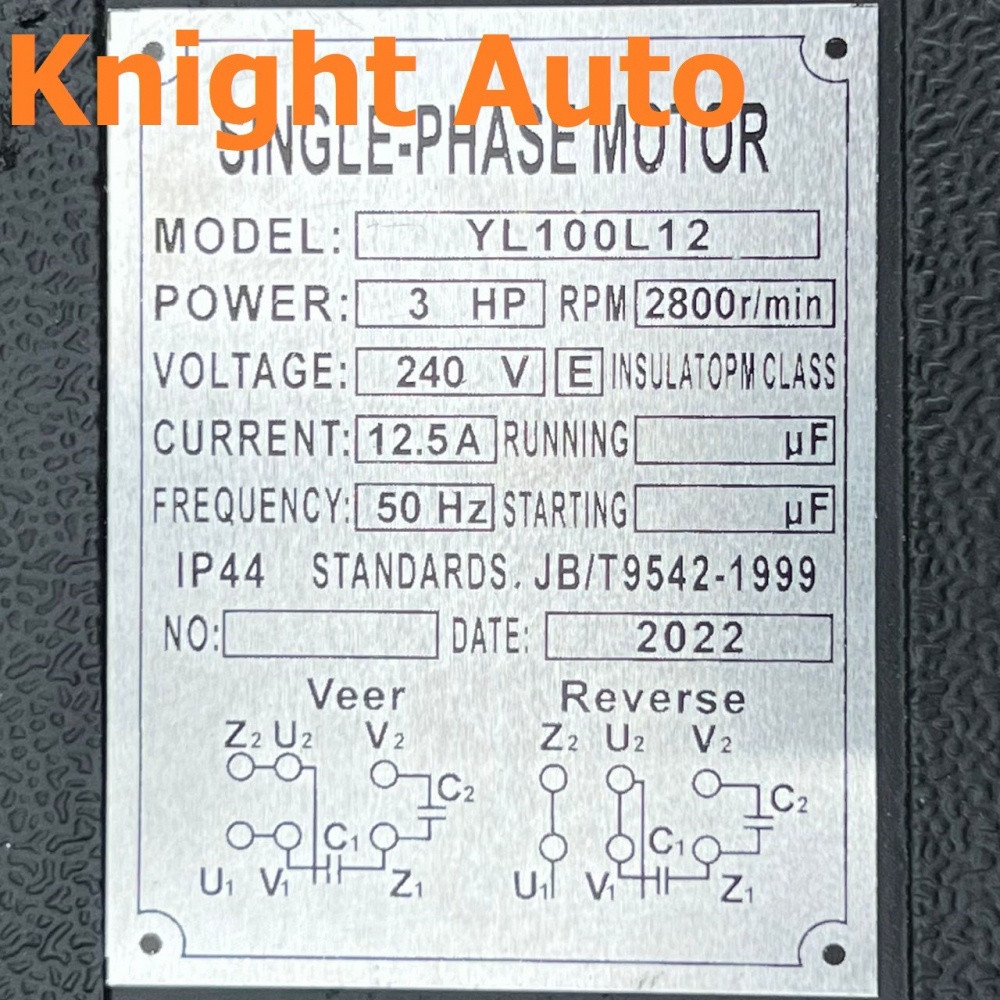 Knight Auto
SINGLE-PHASE MOTOR
MODEL: YL100L12
POWER: 3 HP RPM 2800r/min
VOLTAGE: 240 V E INSULATOPM CLASS
CURRENT: 12.5A RUNNING µF
FREQUENCY: 50 Hz STARTING µF
IP44 STANDARDS. JB/T9542-1999
NO: DATE: 2022
Veer Reverse
Z2 U2 V2 Z2 U2 V2
C2 C2
C1 C1
U1 V1 Z1 U1 V1 Z1